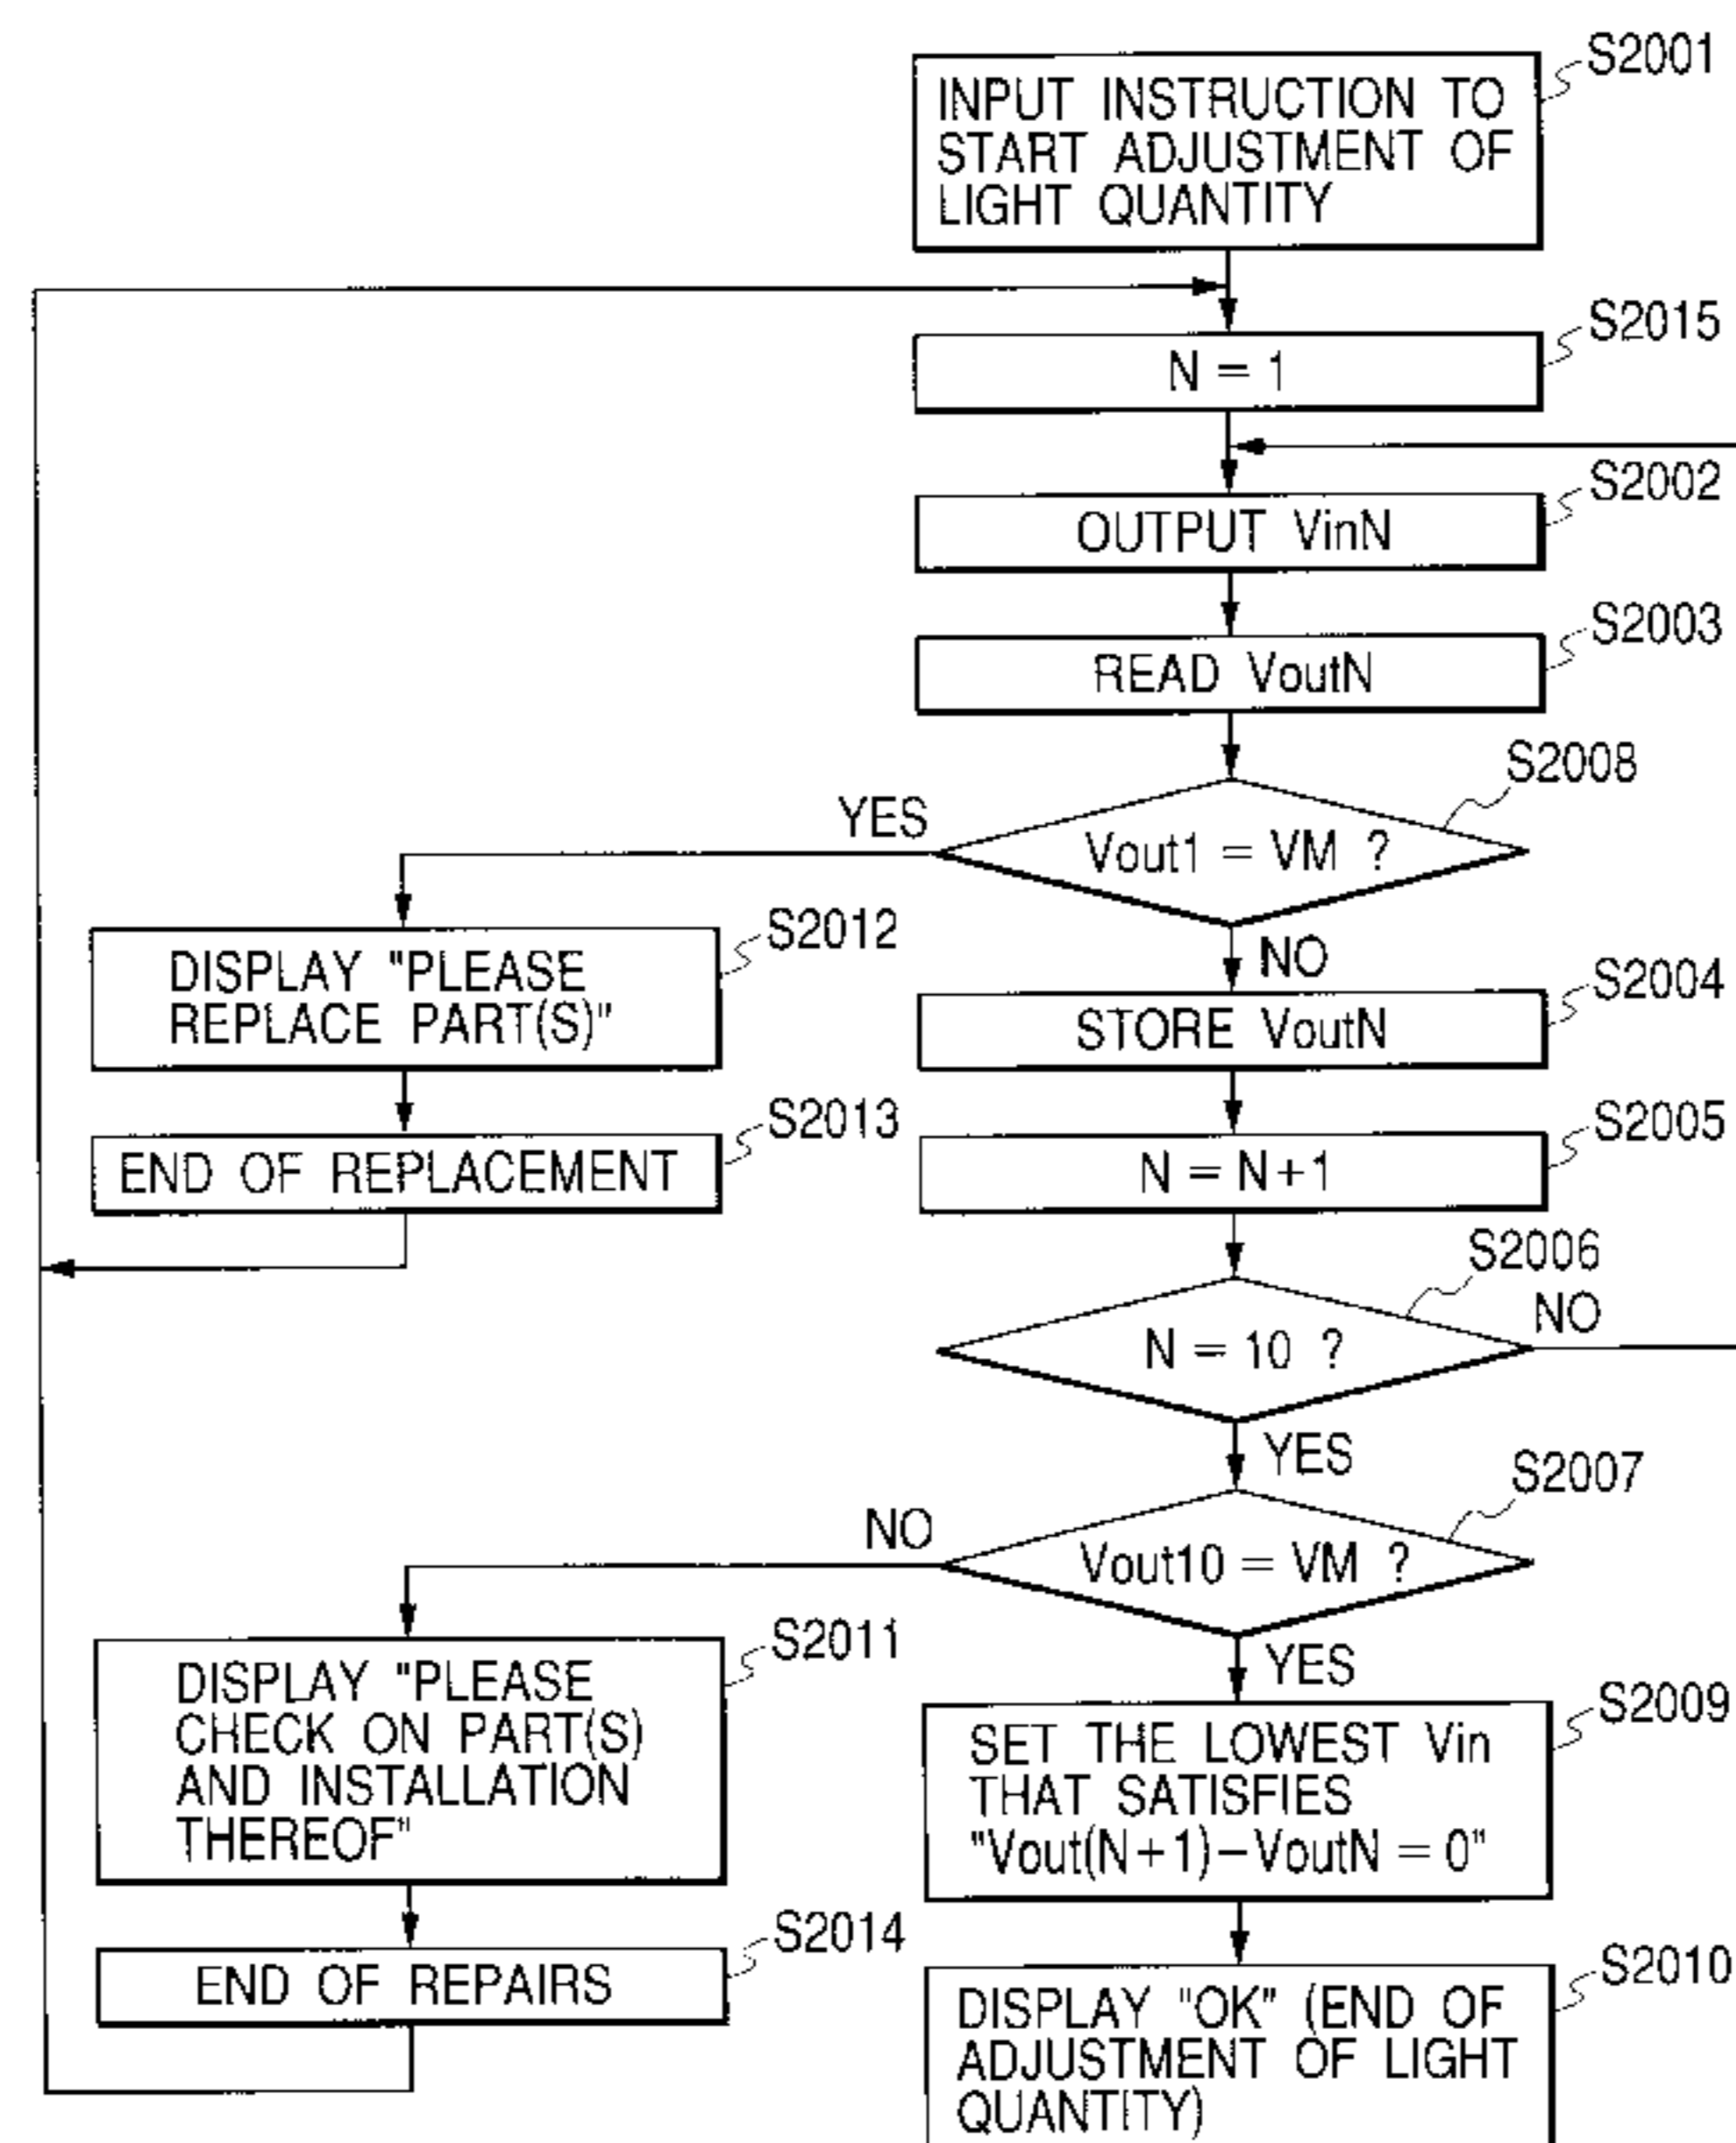 S2001
INPUT INSTRUCTION TO
START ADJUSTMENT OF
LIGHT QUANTITY
S2015
N = 1
S2002
OUTPUT VinN
S2003
READ VoutN
S2008
Vout1 = VM ?
YES
NO
S2012
DISPLAY "PLEASE
REPLACE PART(S)"
S2013
END OF REPLACEMENT
S2004
STORE VoutN
S2005
N = N+1
S2006
N = 10 ?
NO
YES
S2007
Vout10 = VM ?
NO
YES
S2011
DISPLAY "PLEASE
CHECK ON PART(S)
AND INSTALLATION
THEREOF"
S2014
END OF REPAIRS
S2009
SET THE LOWEST Vin
THAT SATISFIES
"Vout(N+1)−VoutN = 0"
S2010
DISPLAY "OK" (END OF
ADJUSTMENT OF LIGHT
QUANTITY)